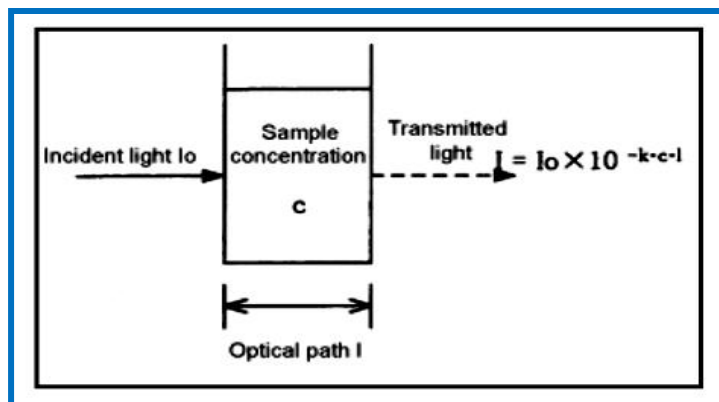 Incident light Io
Sample
concentration
c
Transmitted
light
I = Io × 10 -k·c·l
Optical path l